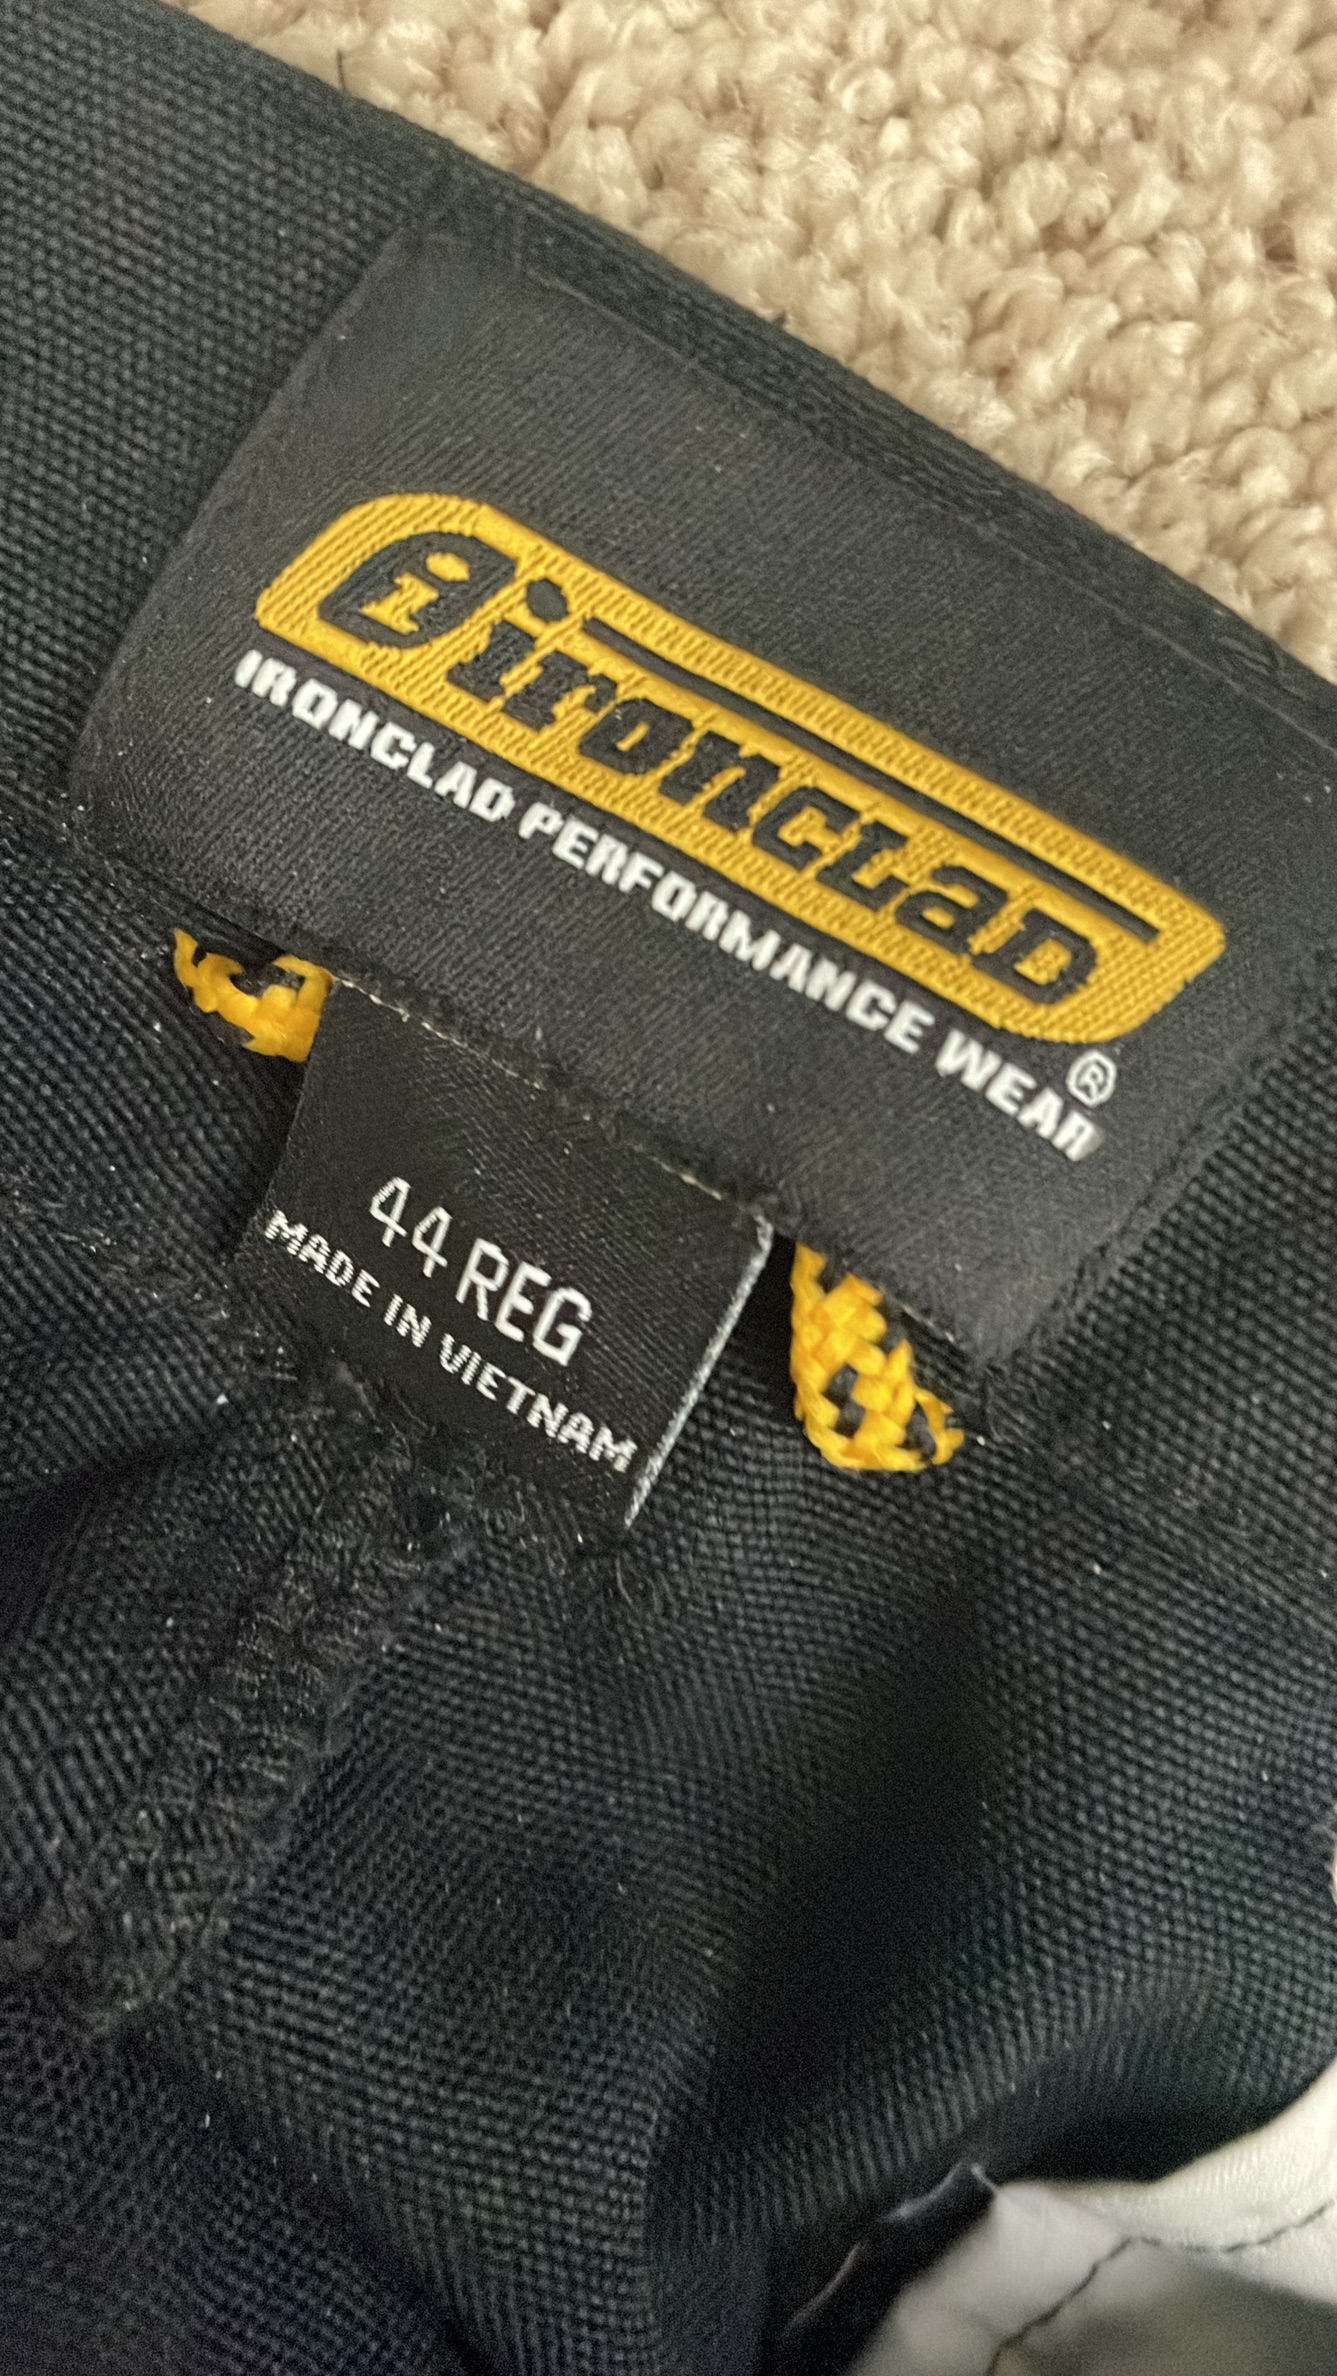 i ironclad
IRONCLAD PERFORMANCE WEAR®
44 REG
MADE IN VIETNAM